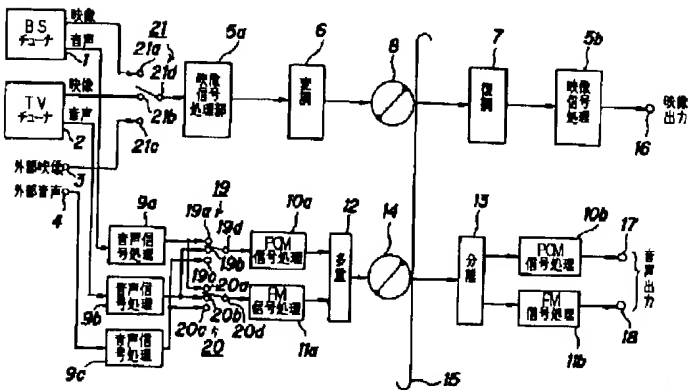 BS
チューナ
映像
音声
1
TV
チューナ
映像
音声
2
外部映像
3
外部音声
4
21
21a
21d
21b
21c
5a
映像
信号
処理部
6
変調
8
7
復調
5b
映像
信号
処理
映像
出力
16
9a
音声信
号処理
9b
音声信
号処理
9c
音声信
号処理
19
19a
19d
19b
19c
20a
20b
20c
20d
20
10a
PCM
信号処理
11a
FM
信号処理
12
多重
14
15
13
分離
10b
PCM
信号処理
17
11b
FM
信号処理
18
音声出力